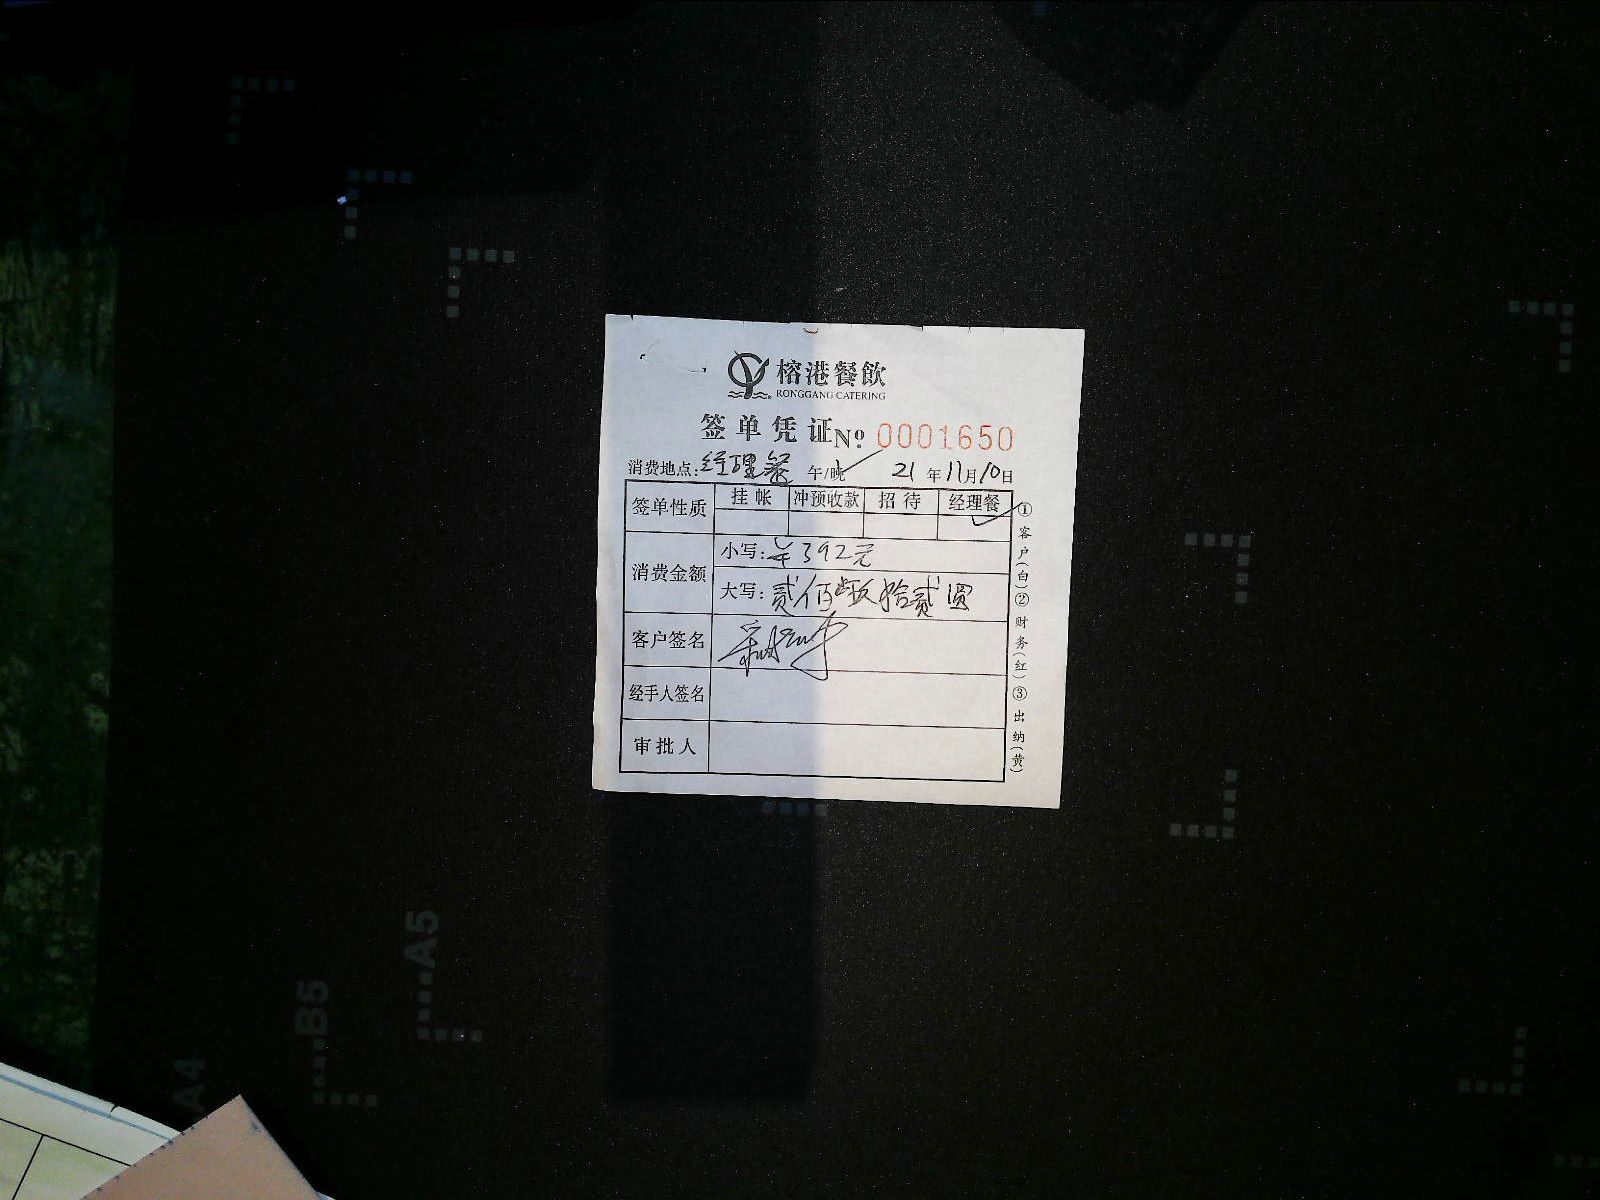 榕港餐飲
RONGGANG CATERING
签单凭证 № 0001650
消费地点: 经理餐 午/晚 21 年 11 月 10 日
签单性质 挂帐 冲预收款 招待 经理餐
消费金额
小写: ¥392元
大写: 贰佰玖拾贰圆
客户签名
经手人签名
审批人
①客户(白)②财务(红)③出纳(黄)
A5
B5
A4